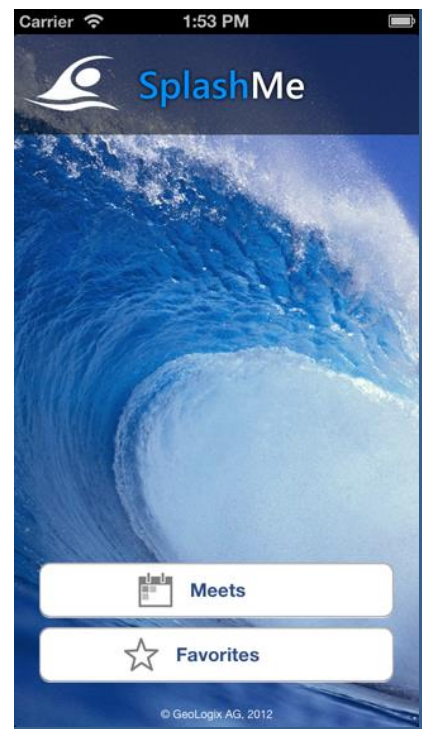 Carrier 1:53 PM
SplashMe
Meets
Favorites
© GeoLogix AG, 2012